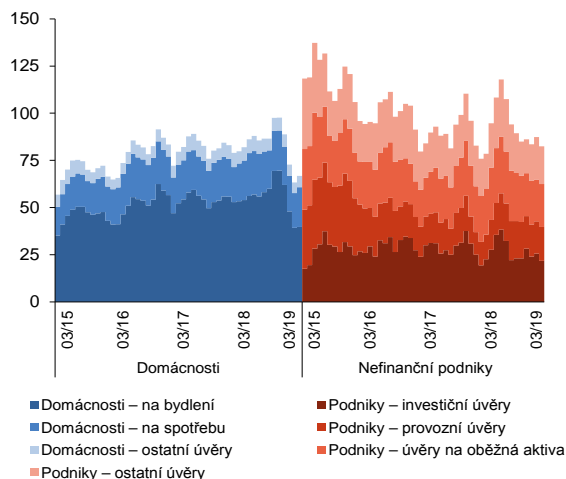 150
125
100
75
50
25
0
03/15
03/16
03/17
03/18
03/19
03/15
03/16
03/17
03/18
03/19
Domácnosti
Nefinanční podniky
Domácnosti – na bydlení
Podniky – investiční úvěry
Domácnosti – na spotřebu
Podniky – provozní úvěry
Domácnosti – ostatní úvěry
Podniky – úvěry na oběžná aktiva
Podniky – ostatní úvěry